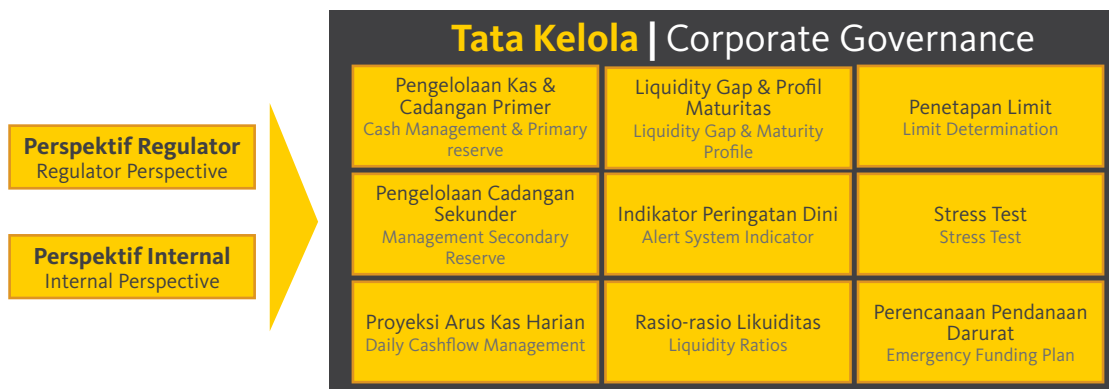 Tata Kelola | Corporate Governance
Perspektif Regulator
Regulator Perspective
Perspektif Internal
Internal Perspective
Pengelolaan Kas &
Cadangan Primer
Cash Management & Primary
reserve
Liquidity Gap & Profil
Maturitas
Liquidity Gap & Maturity
Profile
Penetapan Limit
Limit Determination
Pengelolaan Cadangan
Sekunder
Management Secondary
Reserve
Indikator Peringatan Dini
Alert System Indicator
Stress Test
Stress Test
Proyeksi Arus Kas Harian
Daily Cashflow Management
Rasio-rasio Likuiditas
Liquidity Ratios
Perencanaan Pendanaan
Darurat
Emergency Funding Plan